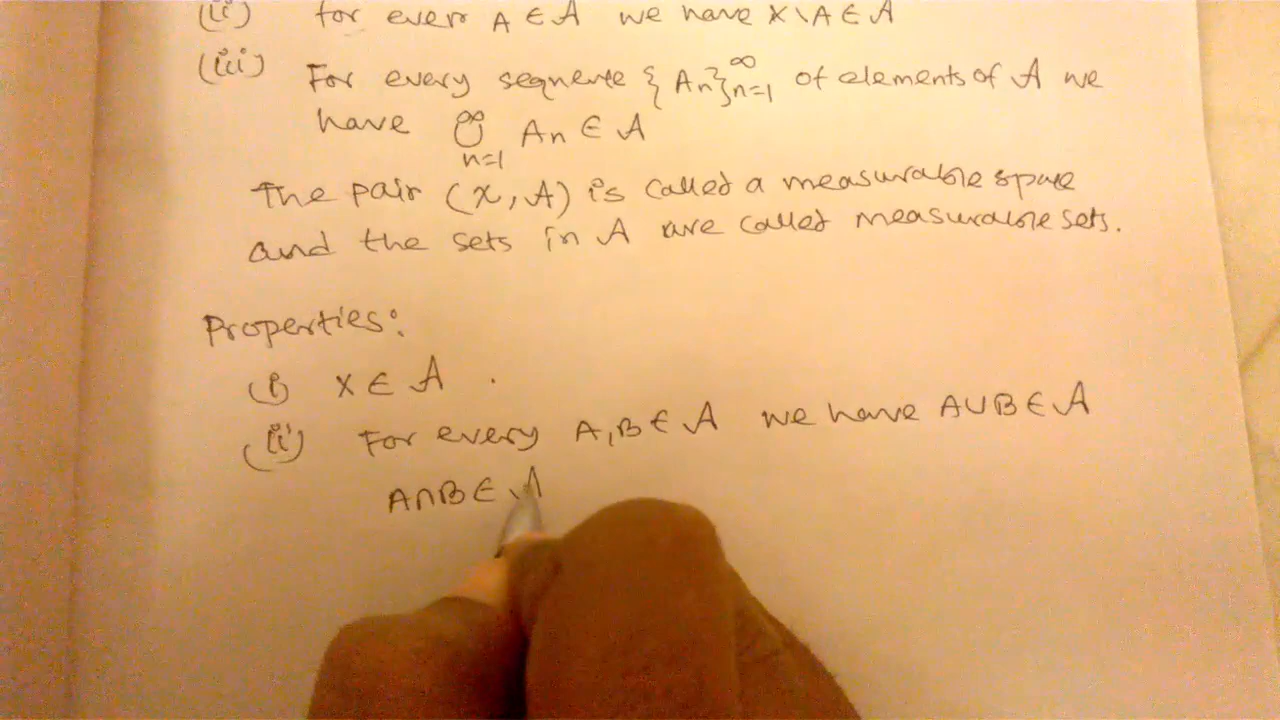 (ii) for ever A ∈ 𝒜 we have X∖A ∈ 𝒜
(iii) For every sequence {An}_{n=1}^∞ of elements of 𝒜 we
have ∪_{n=1}^∞ An ∈ 𝒜
The pair (X, 𝒜) is called a measurable space
and the sets in 𝒜 are called measurable sets.
Properties:
(i) X ∈ 𝒜 .
(ii) For every A, B ∈ 𝒜 we have A∪B ∈ 𝒜
A∩B ∈ 𝒜